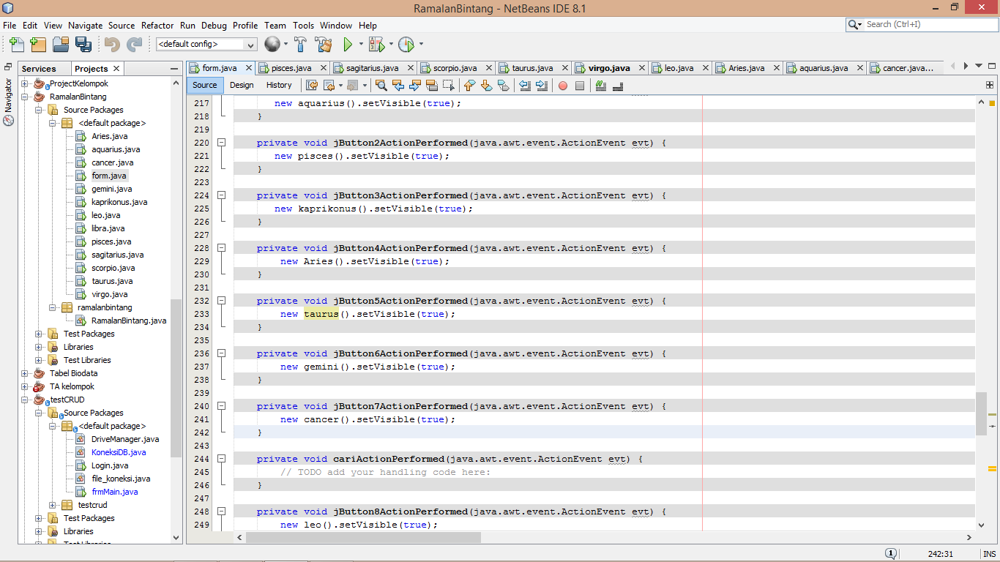 RamalanBintang - NetBeans IDE 8.1
File Edit View Navigate Source Refactor Run Debug Profile Team Tools Window Help
Search (Ctrl+I)
<default config>
Navigator
Services Projects
form.java pisces.java sagitarius.java scorpio.java taurus.java virgo.java leo.java Aries.java aquarius.java cancer.java...
Source Design History
ProjectKelompok
RamalanBintang
Source Packages
<default package>
Aries.java
aquarius.java
cancer.java
form.java
gemini.java
kaprikonus.java
leo.java
libra.java
pisces.java
sagitarius.java
scorpio.java
taurus.java
virgo.java
ramalanbintang
RamalanBintang.java
Test Packages
Libraries
Test Libraries
Tabel Biodata
TA kelompok
testCRUD
Source Packages
<default package>
DriveManager.java
KoneksiDB.java
Login.java
file_koneksi.java
frmMain.java
testcrud
Test Packages
Libraries
Test Libraries
217 new aquarius().setVisible(true);
218 }
219
220 private void jButton2ActionPerformed(java.awt.event.ActionEvent evt) {
221 new pisces().setVisible(true);
222 }
223
224 private void jButton3ActionPerformed(java.awt.event.ActionEvent evt) {
225 new kaprikonus().setVisible(true);
226 }
227
228 private void jButton4ActionPerformed(java.awt.event.ActionEvent evt) {
229 new Aries().setVisible(true);
230 }
231
232 private void jButton5ActionPerformed(java.awt.event.ActionEvent evt) {
233 new taurus().setVisible(true);
234 }
235
236 private void jButton6ActionPerformed(java.awt.event.ActionEvent evt) {
237 new gemini().setVisible(true);
238 }
239
240 private void jButton7ActionPerformed(java.awt.event.ActionEvent evt) {
241 new cancer().setVisible(true);
242 }
243
244 private void cariActionPerformed(java.awt.event.ActionEvent evt) {
245 // TODO add your handling code here:
246 }
247
248 private void jButton8ActionPerformed(java.awt.event.ActionEvent evt) {
249 new leo().setVisible(true);
1 242:31 INS